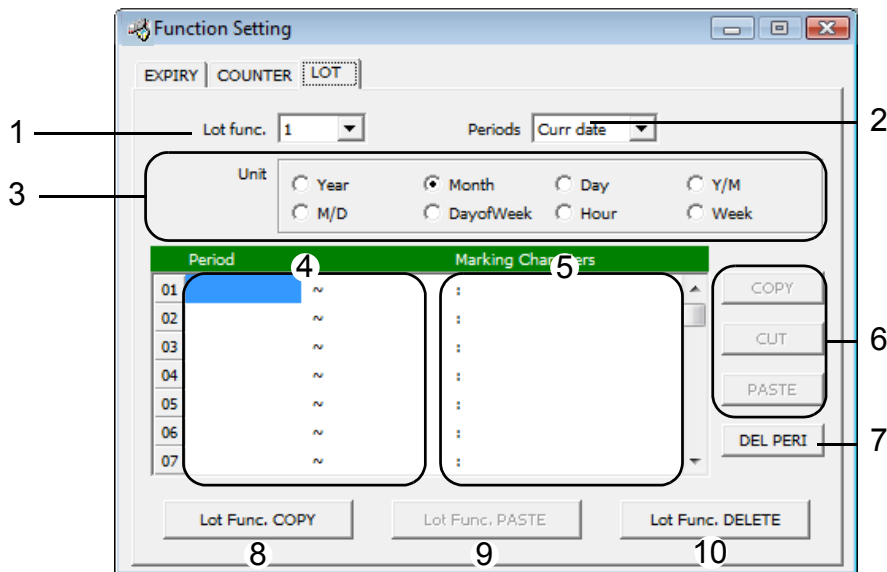 Function Setting
EXPIRY COUNTER LOT
1 Lot func. 1 Periods Curr date 2
3 Unit Year Month Day Y/M
M/D DayofWeek Hour Week
Period 4 Marking Characters 5
01 ~ : COPY
02 ~ :
03 ~ : CUT 6
04 ~ : PASTE
05 ~ :
06 ~ : DEL PERI 7
07 ~ :
Lot Func. COPY Lot Func. PASTE Lot Func. DELETE
8 9 10